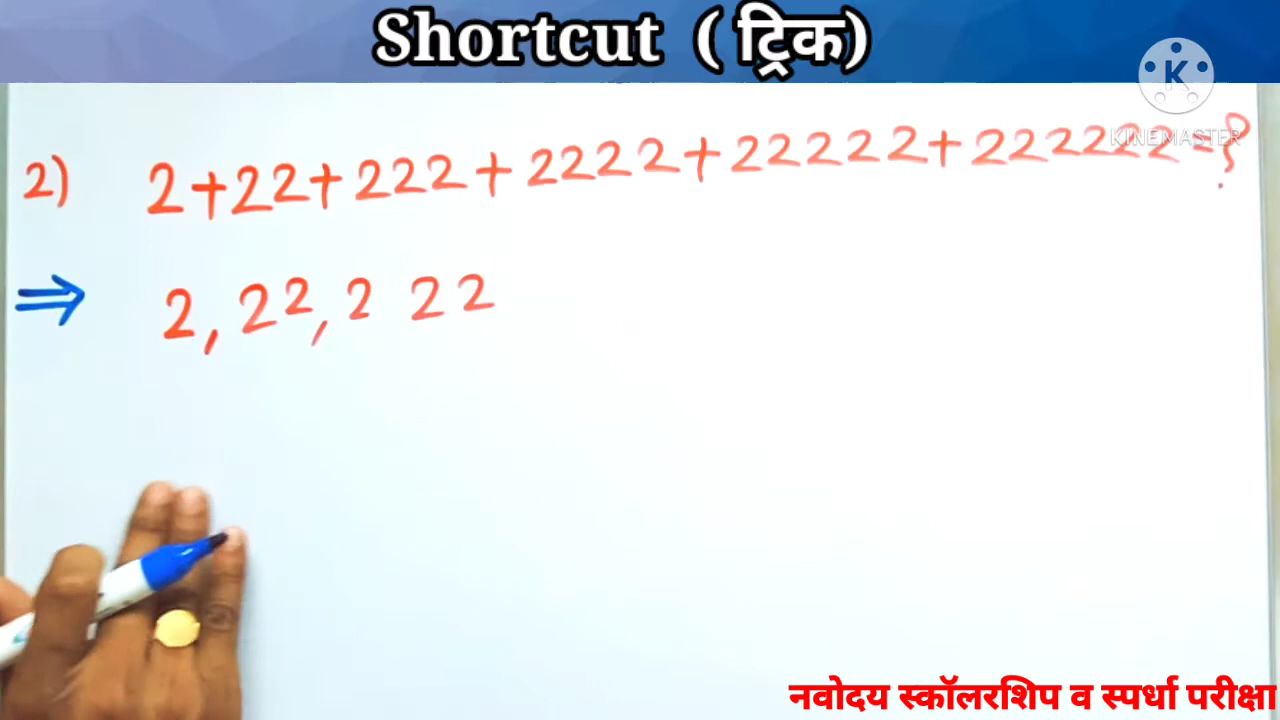 Shortcut ( ट्रिक)
K
KINEMASTER
2) 2+22+222+2222+22222+222222=?
⇒ 2, 22, 2 22
नवोदय स्कॉलरशिप व स्पर्धा परीक्षा